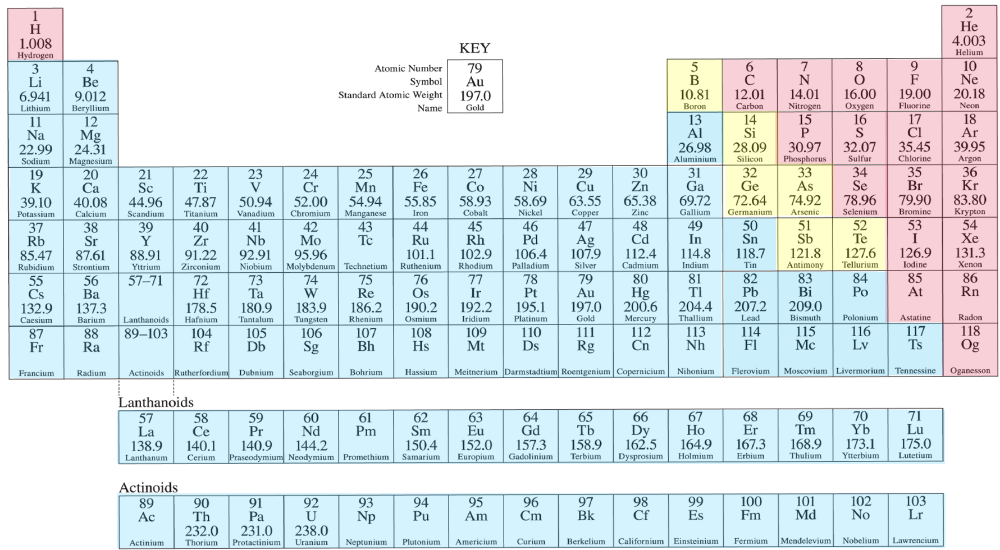 1 2
H He
1.008 4.003
Hydrogen KEY Helium
3 4 Atomic Number 79 5 6 7 8 9 10
Li Be Symbol Au B C N O F Ne
6.941 9.012 Standard Atomic Weight 197.0 10.81 12.01 14.01 16.00 19.00 20.18
Lithium Beryllium Name Gold Boron Carbon Nitrogen Oxygen Fluorine Neon
11 12 13 14 15 16 17 18
Na Mg Al Si P S Cl Ar
22.99 24.31 26.98 28.09 30.97 32.07 35.45 39.95
Sodium Magnesium Aluminium Silicon Phosphorus Sulfur Chlorine Argon
19 20 21 22 23 24 25 26 27 28 29 30 31 32 33 34 35 36
K Ca Sc Ti V Cr Mn Fe Co Ni Cu Zn Ga Ge As Se Br Kr
39.10 40.08 44.96 47.87 50.94 52.00 54.94 55.85 58.93 58.69 63.55 65.38 69.72 72.64 74.92 78.96 79.90 83.80
Potassium Calcium Scandium Titanium Vanadium Chromium Manganese Iron Cobalt Nickel Copper Zinc Gallium Germanium Arsenic Selenium Bromine Krypton
37 38 39 40 41 42 43 44 45 46 47 48 49 50 51 52 53 54
Rb Sr Y Zr Nb Mo Tc Ru Rh Pd Ag Cd In Sn Sb Te I Xe
85.47 87.61 88.91 91.22 92.91 95.96 101.1 102.9 106.4 107.9 112.4 114.8 118.7 121.8 127.6 126.9 131.3
Rubidium Strontium Yttrium Zirconium Niobium Molybdenum Technetium Ruthenium Rhodium Palladium Silver Cadmium Indium Tin Antimony Tellurium Iodine Xenon
55 56 57–71 72 73 74 75 76 77 78 79 80 81 82 83 84 85 86
Cs Ba Hf Ta W Re Os Ir Pt Au Hg Tl Pb Bi Po At Rn
132.9 137.3 178.5 180.9 183.9 186.2 190.2 192.2 195.1 197.0 200.6 204.4 207.2 209.0
Caesium Barium Lanthanoids Hafnium Tantalum Tungsten Rhenium Osmium Iridium Platinum Gold Mercury Thallium Lead Bismuth Polonium Astatine Radon
87 88 89–103 104 105 106 107 108 109 110 111 112 113 114 115 116 117 118
Fr Ra Rf Db Sg Bh Hs Mt Ds Rg Cn Nh Fl Mc Lv Ts Og
Francium Radium Actinoids Rutherfordium Dubnium Seaborgium Bohrium Hassium Meitnerium Darmstadtium Roentgenium Copernicium Nihonium Flerovium Moscovium Livermorium Tennessine Oganesson
Lanthanoids
57 58 59 60 61 62 63 64 65 66 67 68 69 70 71
La Ce Pr Nd Pm Sm Eu Gd Tb Dy Ho Er Tm Yb Lu
138.9 140.1 140.9 144.2 150.4 152.0 157.3 158.9 162.5 164.9 167.3 168.9 173.1 175.0
Lanthanum Cerium Praseodymium Neodymium Promethium Samarium Europium Gadolinium Terbium Dysprosium Holmium Erbium Thulium Ytterbium Lutetium
Actinoids
89 90 91 92 93 94 95 96 97 98 99 100 101 102 103
Ac Th Pa U Np Pu Am Cm Bk Cf Es Fm Md No Lr
232.0 231.0 238.0
Actinium Thorium Protactinium Uranium Neptunium Plutonium Americium Curium Berkelium Californium Einsteinium Fermium Mendelevium Nobelium Lawrencium